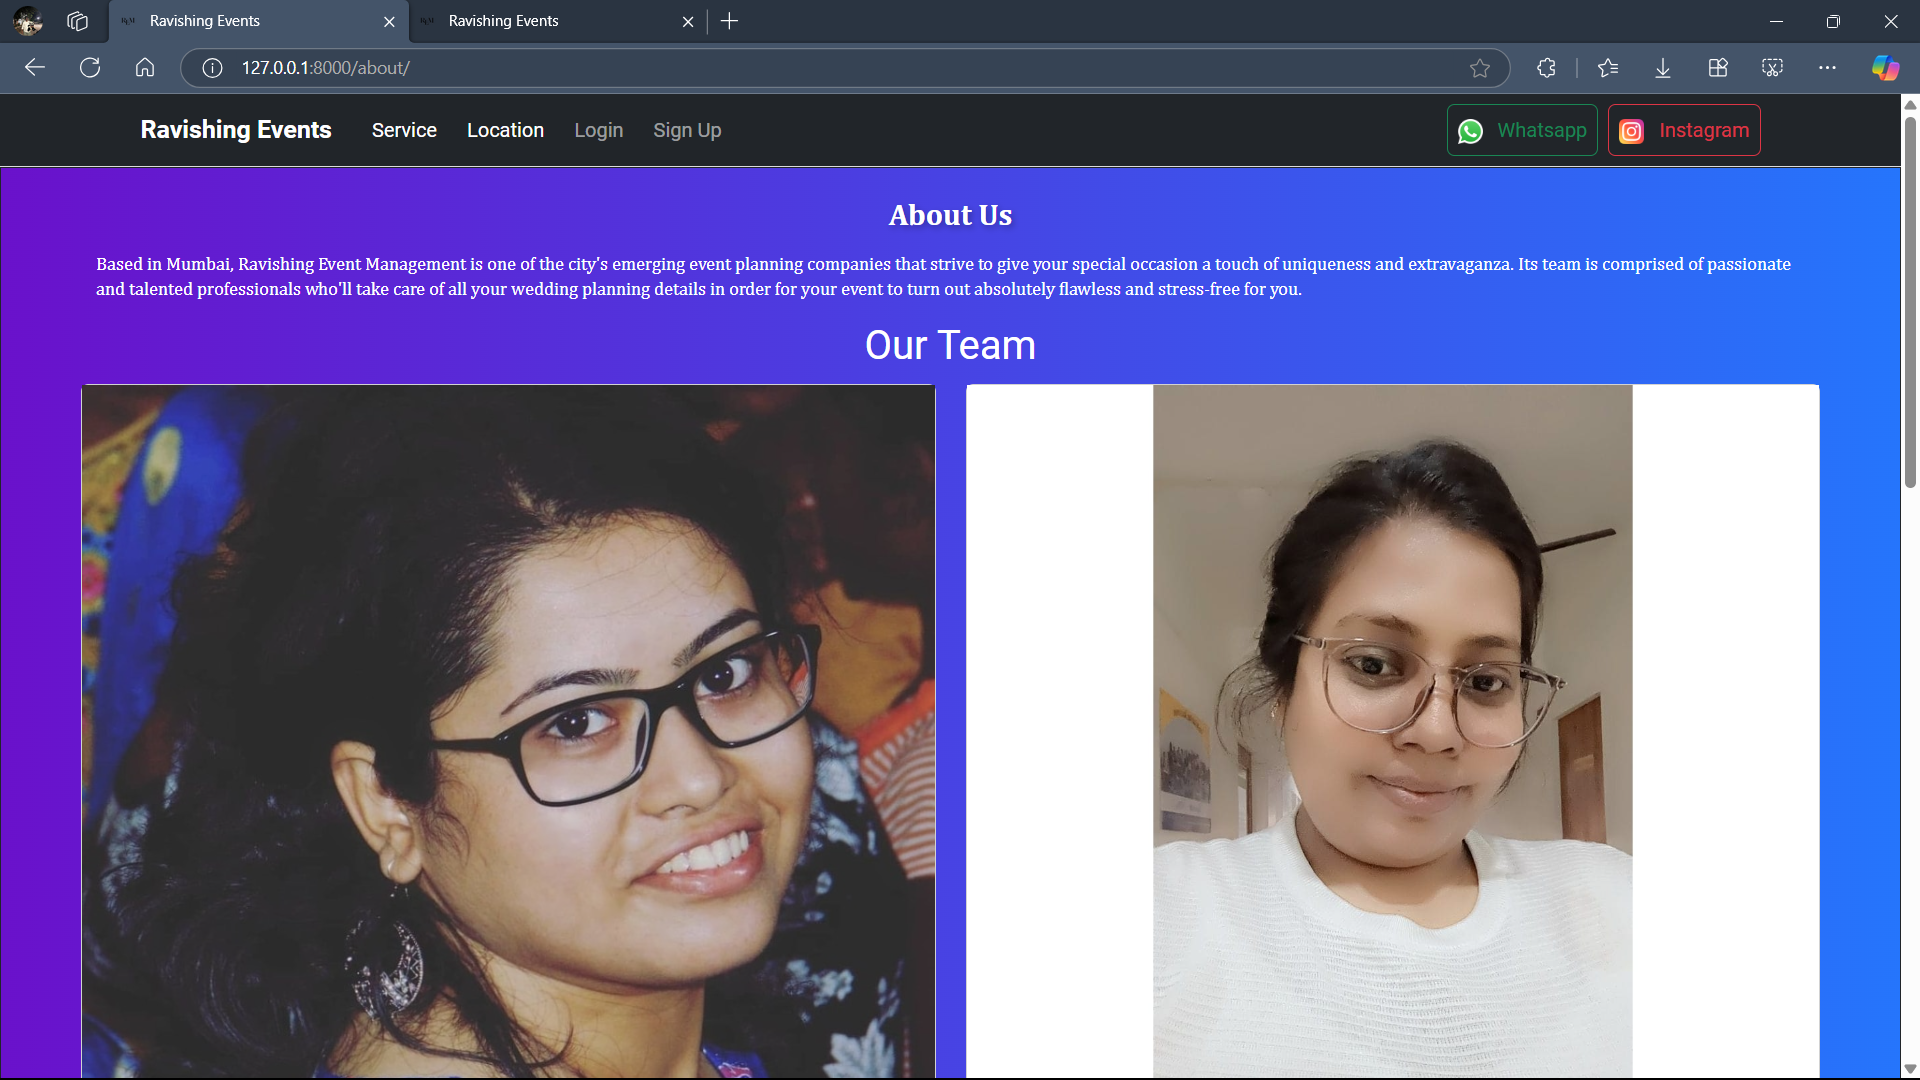 Ravishing Events
Ravishing Events
127.0.0.1:8000/about/
Ravishing Events Service Location Login Sign Up Whatsapp Instagram
About Us
Based in Mumbai, Ravishing Event Management is one of the city's emerging event planning companies that strive to give your special occasion a touch of uniqueness and extravaganza. Its team is comprised of passionate
and talented professionals who'll take care of all your wedding planning details in order for your event to turn out absolutely flawless and stress-free for you.
Our Team